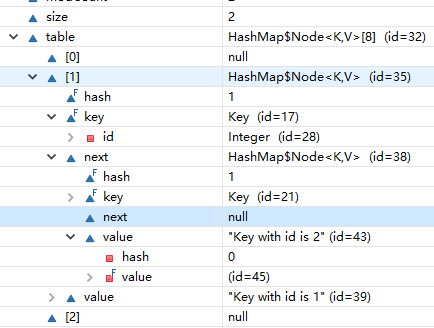 size 2
table HashMap$Node<K,V>[8] (id=32)
[0] null
[1] HashMap$Node<K,V> (id=35)
F hash 1
F key Key (id=17)
id Integer (id=28)
next HashMap$Node<K,V> (id=38)
F hash 1
F key Key (id=21)
next null
value "Key with id is 2" (id=43)
hash 0
F value (id=45)
value "Key with id is 1" (id=39)
[2] null